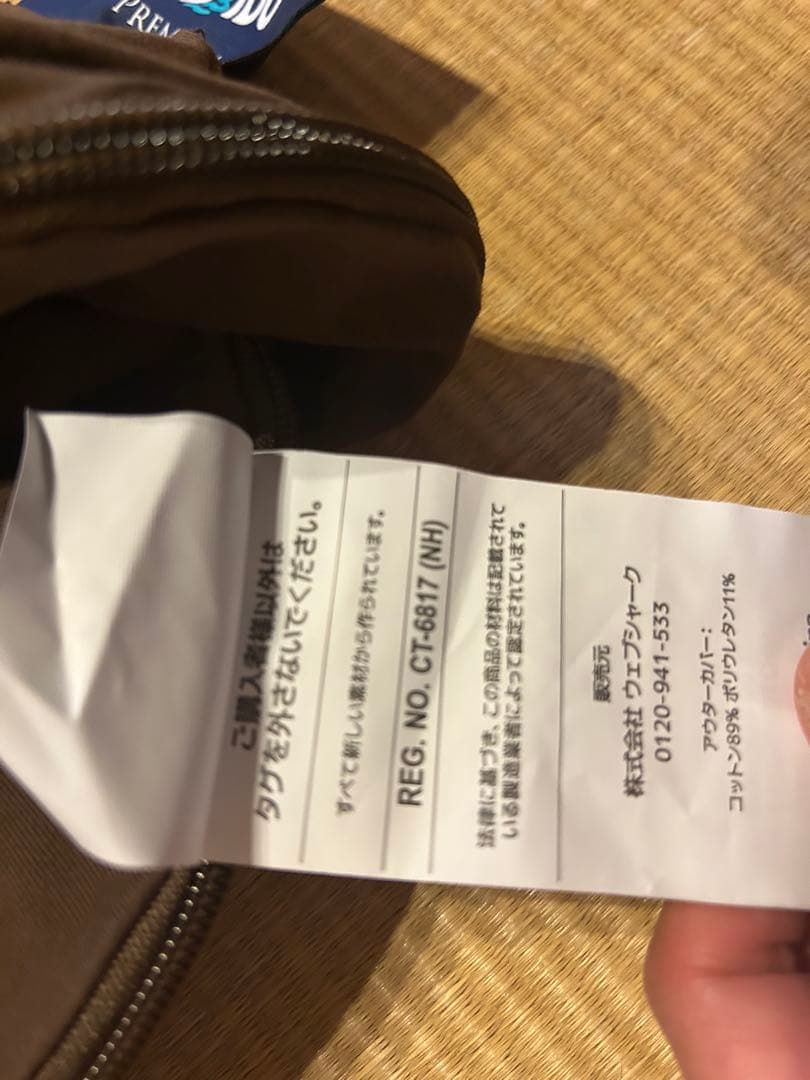 ご購入者様以外は
タグを外さないでください。
すべて新しい素材から作られています。
REG. NO. CT-6817 (NH)
法律に基づき、この商品の材料は記載されて
いる製造業者によって認定されています。
販売元
株式会社 ウェブシャーク
0120-941-533
アウターカバー:
コットン89% ポリウレタン11%